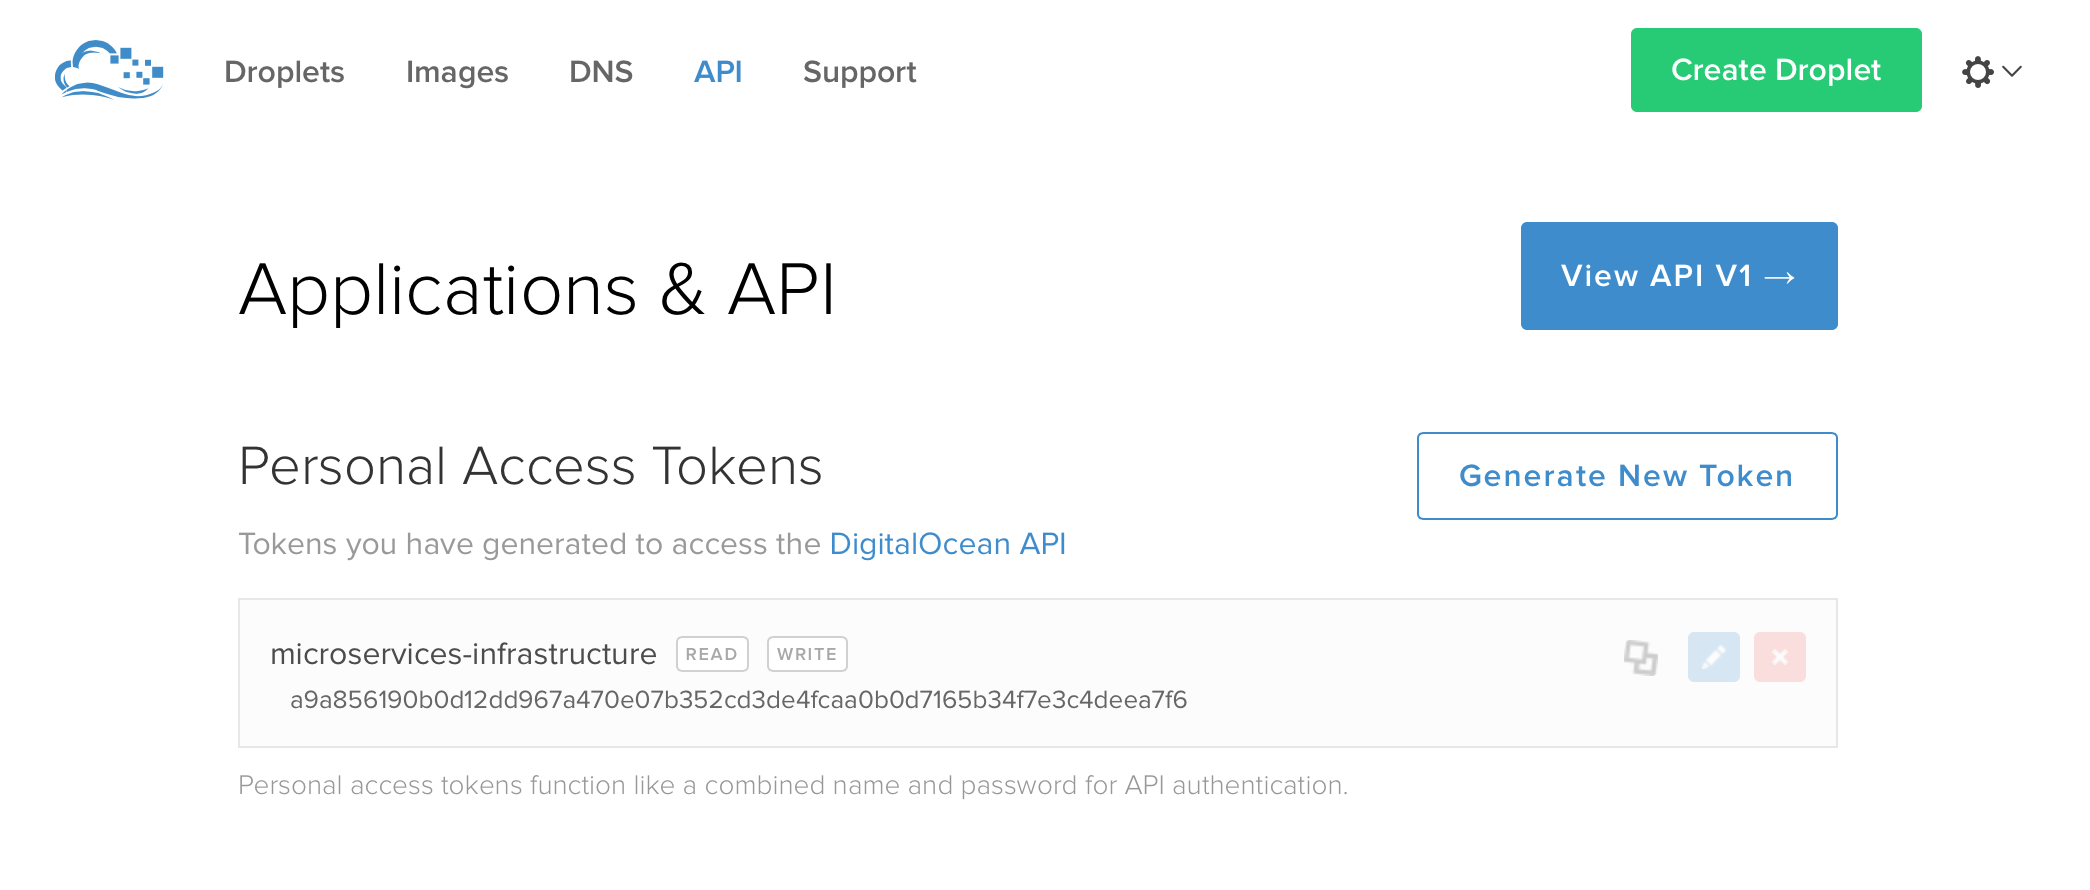 Droplets Images DNS API Support Create Droplet
Applications & API View API V1 →
Personal Access Tokens Generate New Token
Tokens you have generated to access the DigitalOcean API
microservices-infrastructure READ WRITE
a9a856190b0d12dd967a470e07b352cd3de4fcaa0b0d7165b34f7e3c4deea7f6
Personal access tokens function like a combined name and password for API authentication.